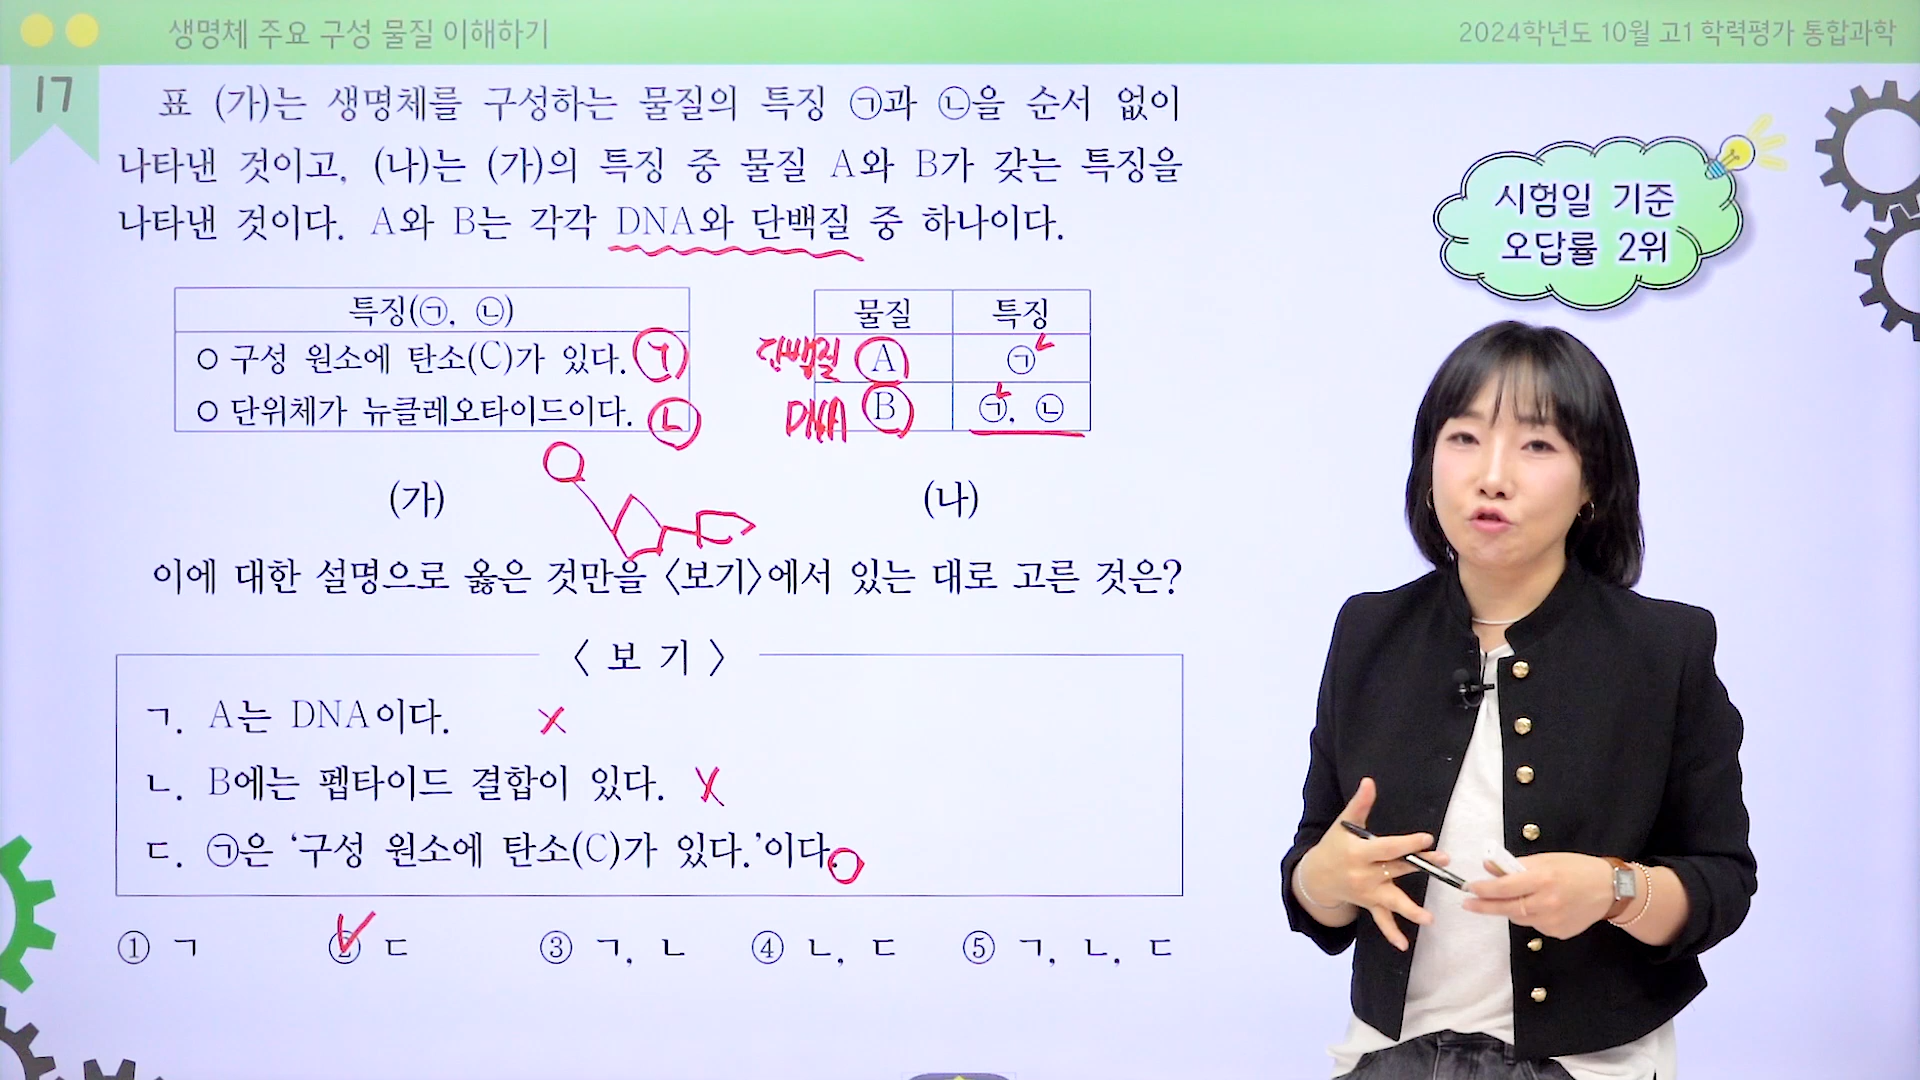 생명체 주요 구성 물질 이해하기
2024학년도 10월 고1 학력평가 통합과학
17
표 (가)는 생명체를 구성하는 물질의 특징 ㉠과 ㉡을 순서 없이
나타낸 것이고, (나)는 (가)의 특징 중 물질 A와 B가 갖는 특징을
나타낸 것이다. A와 B는 각각 DNA와 단백질 중 하나이다.
시험일 기준
오답률 2위
특징(㉠, ㉡)
○ 구성 원소에 탄소(C)가 있다. ㄱ
○ 단위체가 뉴클레오타이드이다. ㄴ
(가)
물질 특징
단백질 A ㉠
DNA B ㉠, ㉡
(나)
이에 대한 설명으로 옳은 것만을 〈보기〉에서 있는 대로 고른 것은?
〈 보 기 〉
ㄱ. A는 DNA이다. X
ㄴ. B에는 펩타이드 결합이 있다. X
ㄷ. ㉠은 ‘구성 원소에 탄소(C)가 있다.’이다. O
① ㄱ ② ㄷ ③ ㄱ, ㄴ ④ ㄴ, ㄷ ⑤ ㄱ, ㄴ, ㄷ